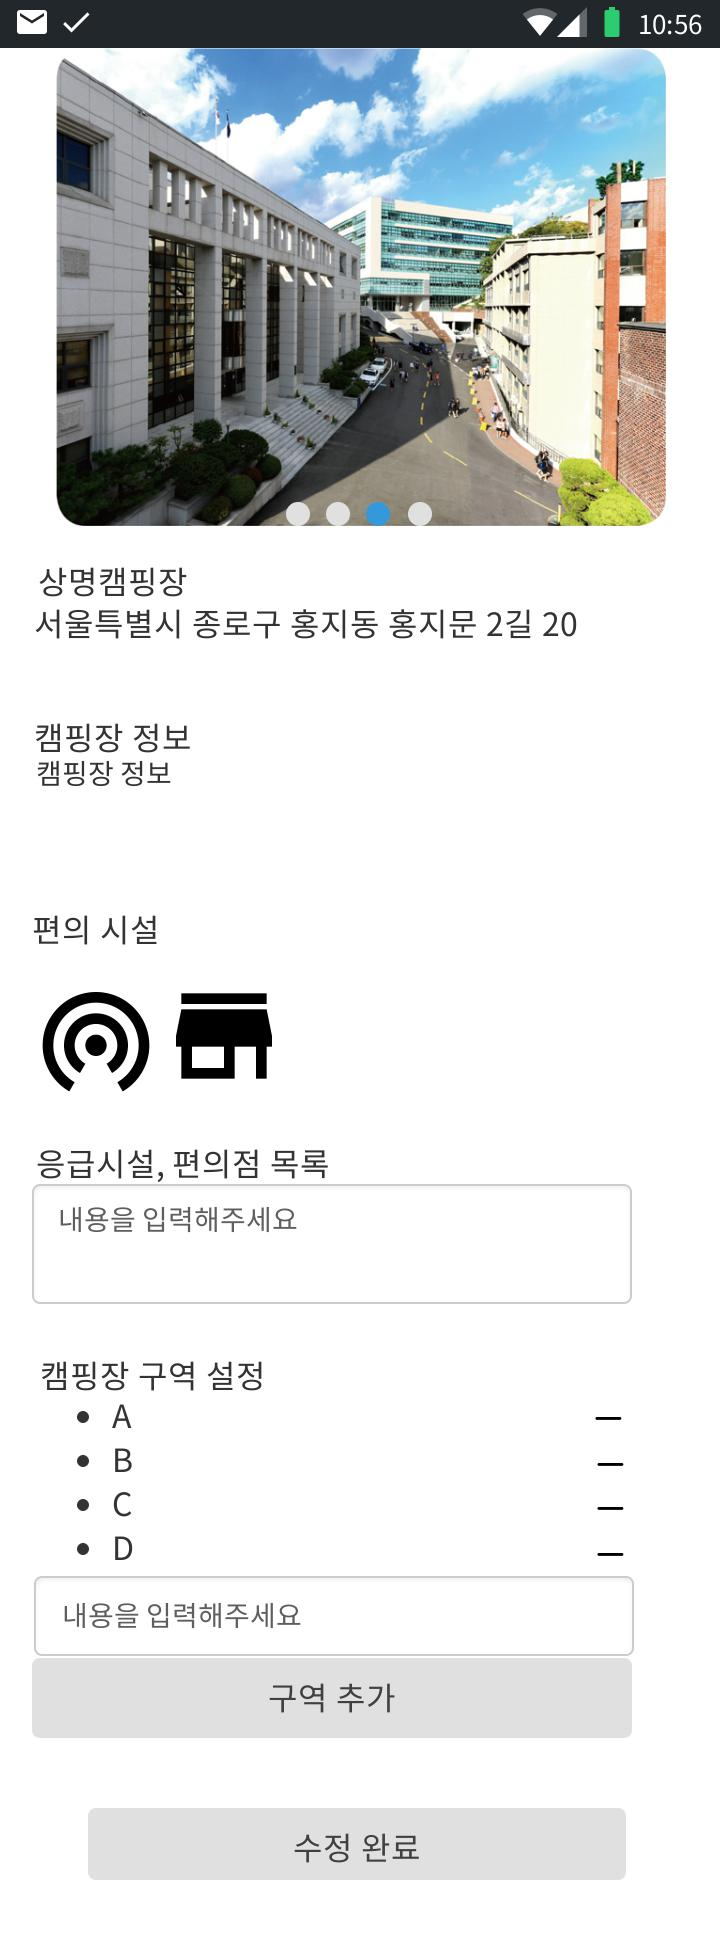 10:56
상명캠핑장
서울특별시 종로구 홍지동 홍지문 2길 20
캠핑장 정보
캠핑장 정보
편의 시설
응급시설, 편의점 목록
내용을 입력해주세요
캠핑장 구역 설정
A
B
C
D
내용을 입력해주세요
구역 추가
수정 완료